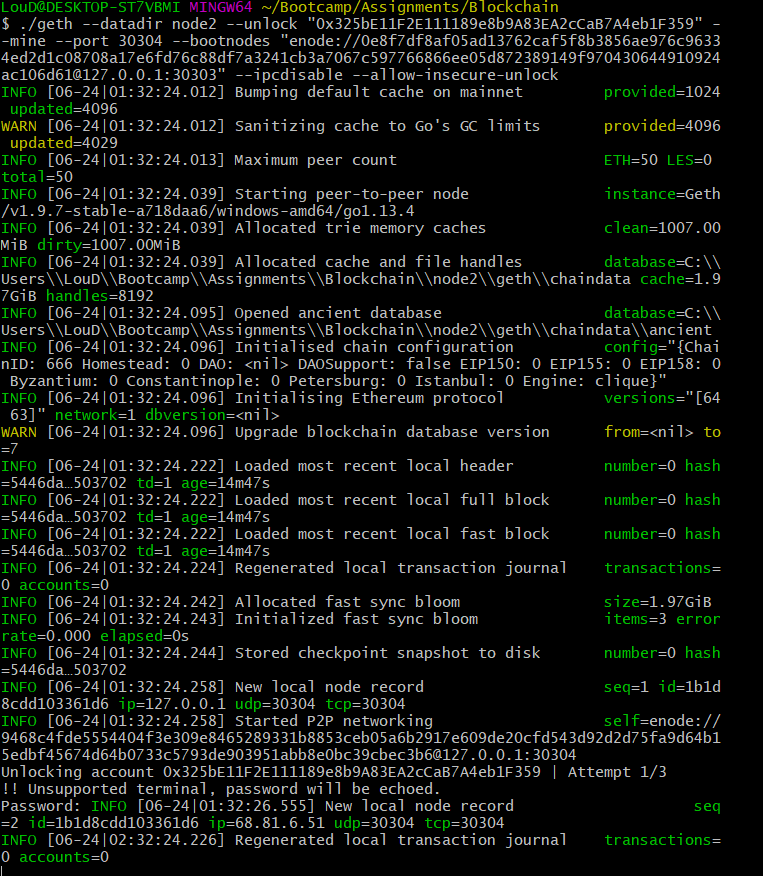 LouD@DESKTOP-ST7VBMI MINGW64 ~/Bootcamp/Assignments/Blockchain
$ ./geth --datadir node2 --unlock "0x325bE11F2E111189e8b9A83EA2cCaB7A4eb1F359" -
-mine --port 30304 --bootnodes "enode://0e8f7df8af05ad13762caf5f8b3856ae976c9633
4ed2d1c08708a17e6fd76c88df7a3241cb3a7067c597766866ee05d872389149f970430644910924
ac106d61@127.0.0.1:30303" --ipcdisable --allow-insecure-unlock
INFO [06-24|01:32:24.012] Bumping default cache on mainnet         provided=1024
 updated=4096
WARN [06-24|01:32:24.012] Sanitizing cache to Go's GC limits       provided=4096
 updated=4029
INFO [06-24|01:32:24.013] Maximum peer count                       ETH=50 LES=0
total=50
INFO [06-24|01:32:24.039] Starting peer-to-peer node               instance=Geth
/v1.9.7-stable-a718daa6/windows-amd64/go1.13.4
INFO [06-24|01:32:24.039] Allocated trie memory caches             clean=1007.00
MiB dirty=1007.00MiB
INFO [06-24|01:32:24.039] Allocated cache and file handles         database=C:\\
Users\\LouD\\Bootcamp\\Assignments\\Blockchain\\node2\\geth\\chaindata cache=1.9
7GiB handles=8192
INFO [06-24|01:32:24.095] Opened ancient database                  database=C:\\
Users\\LouD\\Bootcamp\\Assignments\\Blockchain\\node2\\geth\\chaindata\\ancient
INFO [06-24|01:32:24.096] Initialised chain configuration          config="{Chai
nID: 666 Homestead: 0 DAO: <nil> DAOSupport: false EIP150: 0 EIP155: 0 EIP158: 0
 Byzantium: 0 Constantinople: 0 Petersburg: 0 Istanbul: 0 Engine: clique}"
INFO [06-24|01:32:24.096] Initialising Ethereum protocol           versions="[64
 63]" network=1 dbversion=<nil>
WARN [06-24|01:32:24.096] Upgrade blockchain database version      from=<nil> to
=7
INFO [06-24|01:32:24.222] Loaded most recent local header          number=0 hash
=5446da…503702 td=1 age=14m47s
INFO [06-24|01:32:24.222] Loaded most recent local full block      number=0 hash
=5446da…503702 td=1 age=14m47s
INFO [06-24|01:32:24.222] Loaded most recent local fast block      number=0 hash
=5446da…503702 td=1 age=14m47s
INFO [06-24|01:32:24.224] Regenerated local transaction journal    transactions=
0 accounts=0
INFO [06-24|01:32:24.242] Allocated fast sync bloom                size=1.97GiB
INFO [06-24|01:32:24.243] Initialized fast sync bloom              items=3 error
rate=0.000 elapsed=0s
INFO [06-24|01:32:24.244] Stored checkpoint snapshot to disk       number=0 hash
=5446da…503702
INFO [06-24|01:32:24.258] New local node record                    seq=1 id=1b1d
8cdd103361d6 ip=127.0.0.1 udp=30304 tcp=30304
INFO [06-24|01:32:24.258] Started P2P networking                   self=enode://
9468c4fde5554404f3e309e8465289331b8853ceb05a6b2917e609de20cfd543d92d2d75fa9d64b1
5edbf45674d64b0733c5793de903951abb8e0bc39cbec3b6@127.0.0.1:30304
Unlocking account 0x325bE11F2E111189e8b9A83EA2cCaB7A4eb1F359 | Attempt 1/3
!! Unsupported terminal, password will be echoed.
Password: INFO [06-24|01:32:26.555] New local node record                    seq
=2 id=1b1d8cdd103361d6 ip=68.81.6.51 udp=30304 tcp=30304
INFO [06-24|02:32:24.226] Regenerated local transaction journal    transactions=
0 accounts=0